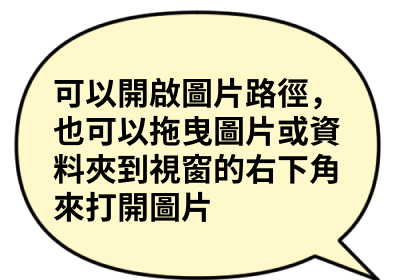 可以開啟圖片路徑，
也可以拖曳圖片或資
料夾到視窗的右下角
來打開圖片